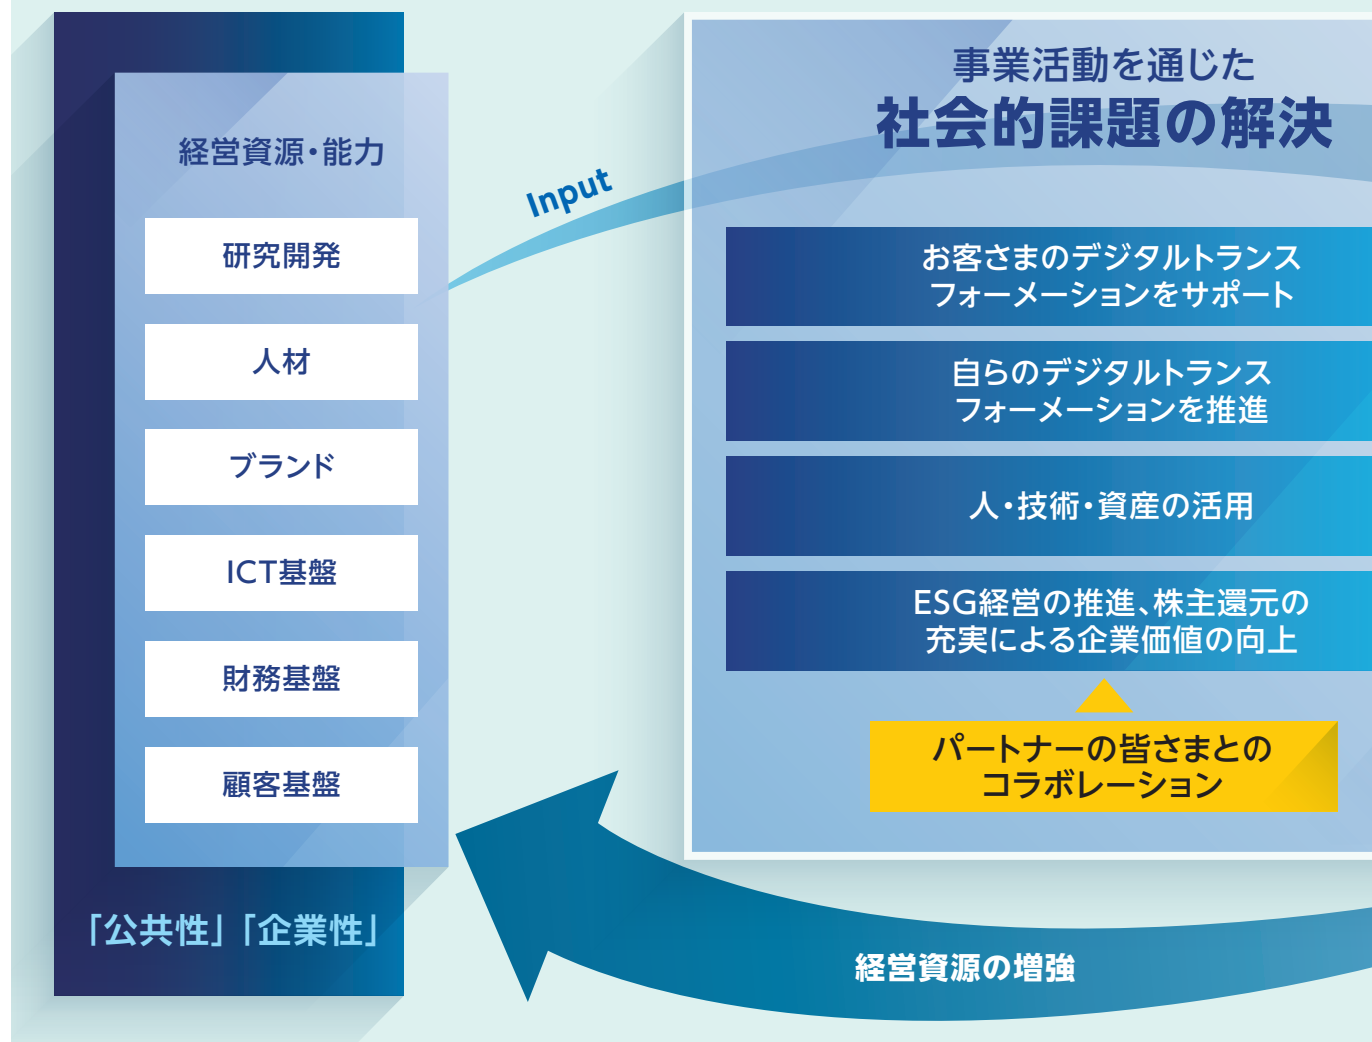 経営資源・能力
研究開発
人材
ブランド
ICT基盤
財務基盤
顧客基盤
「公共性」「企業性」
Input
事業活動を通じた
社会的課題の解決
お客さまのデジタルトランス
フォーメーションをサポート
自らのデジタルトランス
フォーメーションを推進
人・技術・資産の活用
ESG経営の推進、株主還元の
充実による企業価値の向上
パートナーの皆さまとの
コラボレーション
経営資源の増強